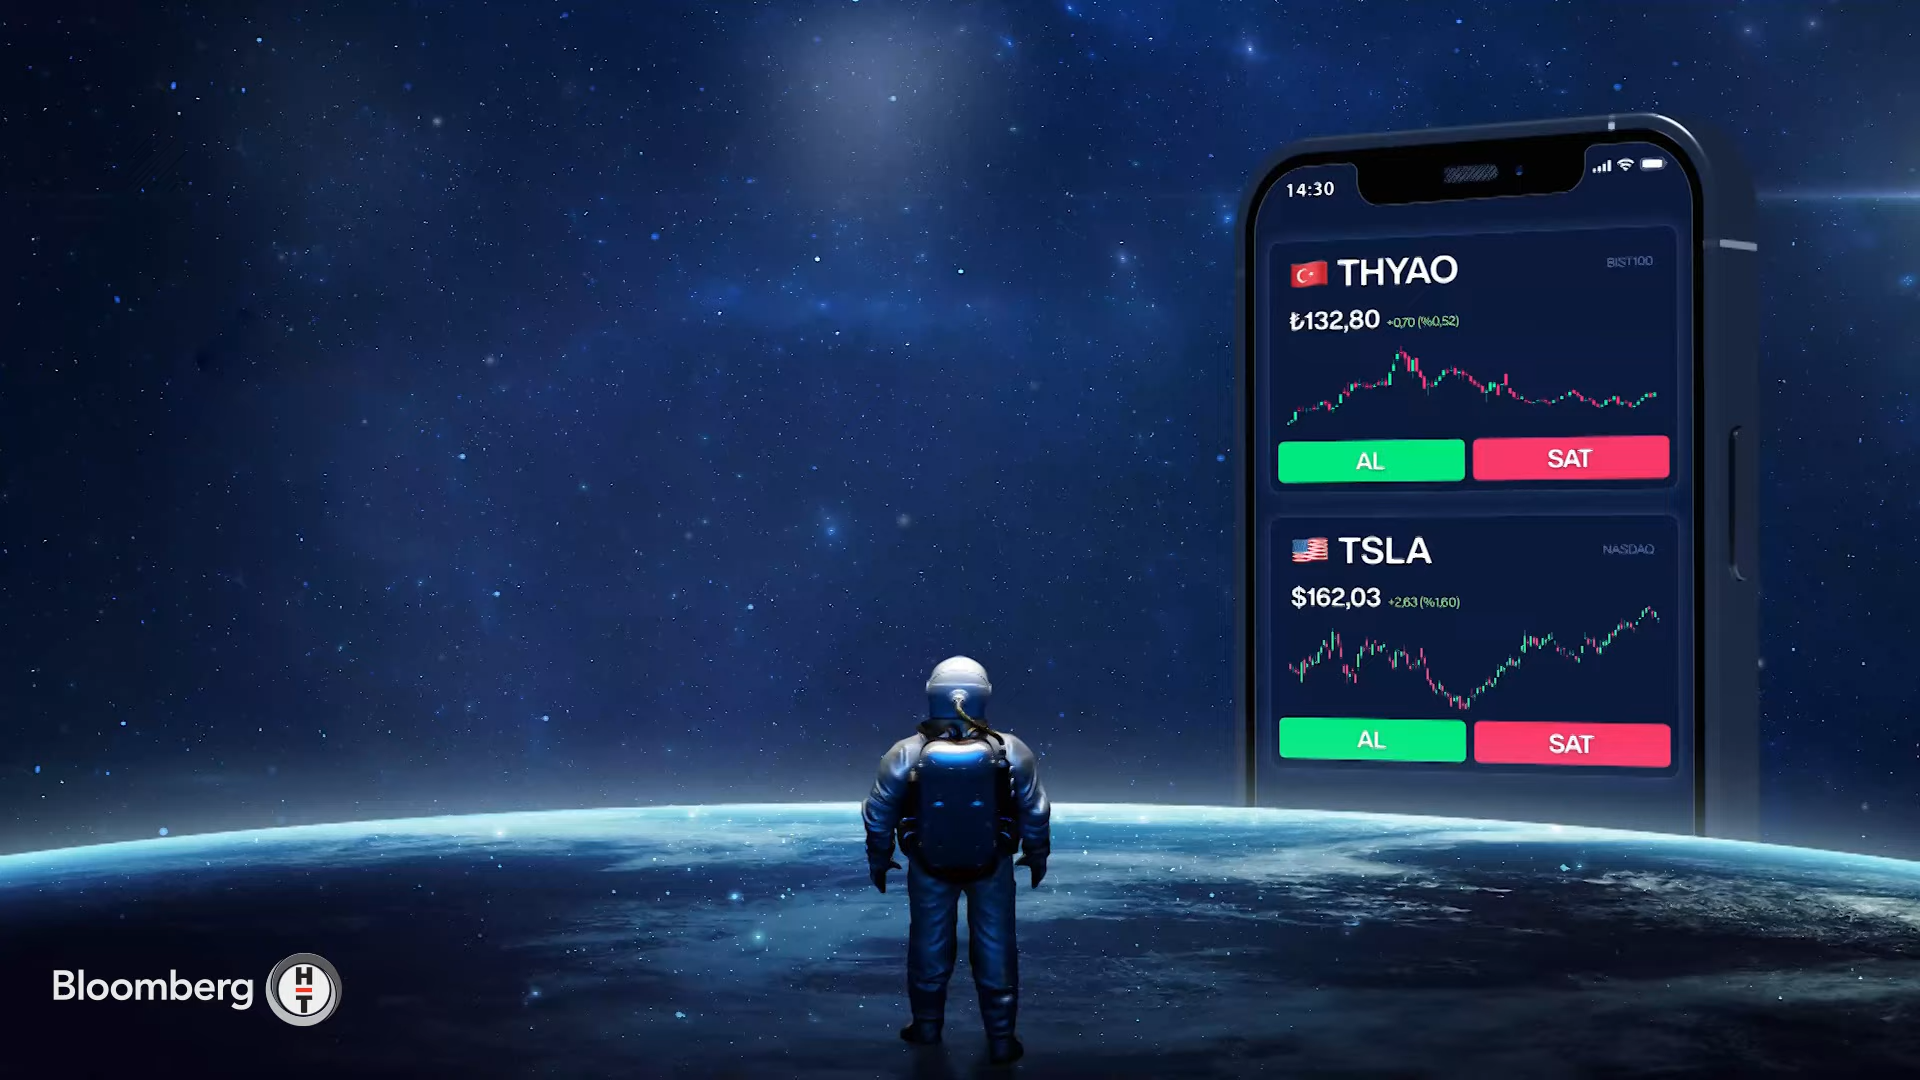 14:30
THYAO
BIST100
₺132,80 +0,70 (%0,52)
AL
SAT
TSLA
NASDAQ
$162,03 +2,63 (%1,60)
AL
SAT
Bloomberg HT